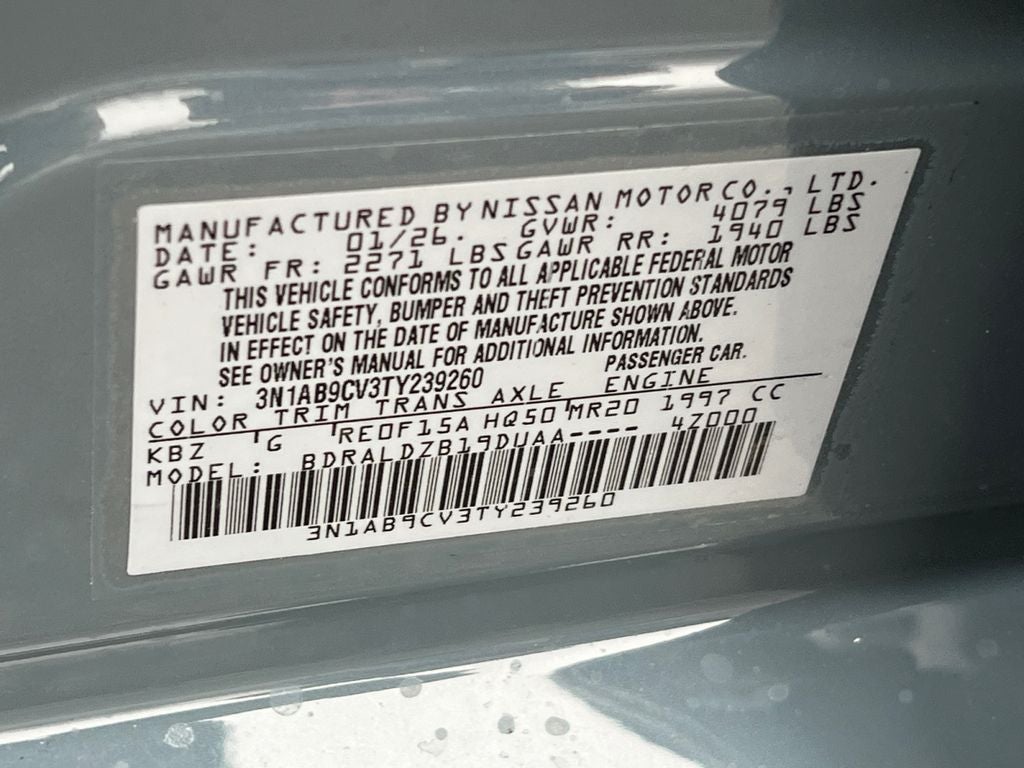 MANUFACTURED BY NISSAN MOTOR CO., LTD.
DATE: 01/26. GVWR: 4079 LBS
GAWR FR: 2271 LBS GAWR RR: 1940 LBS
THIS VEHICLE CONFORMS TO ALL APPLICABLE FEDERAL MOTOR
VEHICLE SAFETY, BUMPER AND THEFT PREVENTION STANDARDS
IN EFFECT ON THE DATE OF MANUFACTURE SHOWN ABOVE.
SEE OWNER'S MANUAL FOR ADDITIONAL INFORMATION.
VIN: 3N1AB9CV3TY239260 PASSENGER CAR.
COLOR TRIM TRANS AXLE ENGINE
KBZ G RE0F15A HQ50 MR20 1997 CC
MODEL: BDRALDZB19DUAA---- 4Z000
3N1AB9CV3TY239260